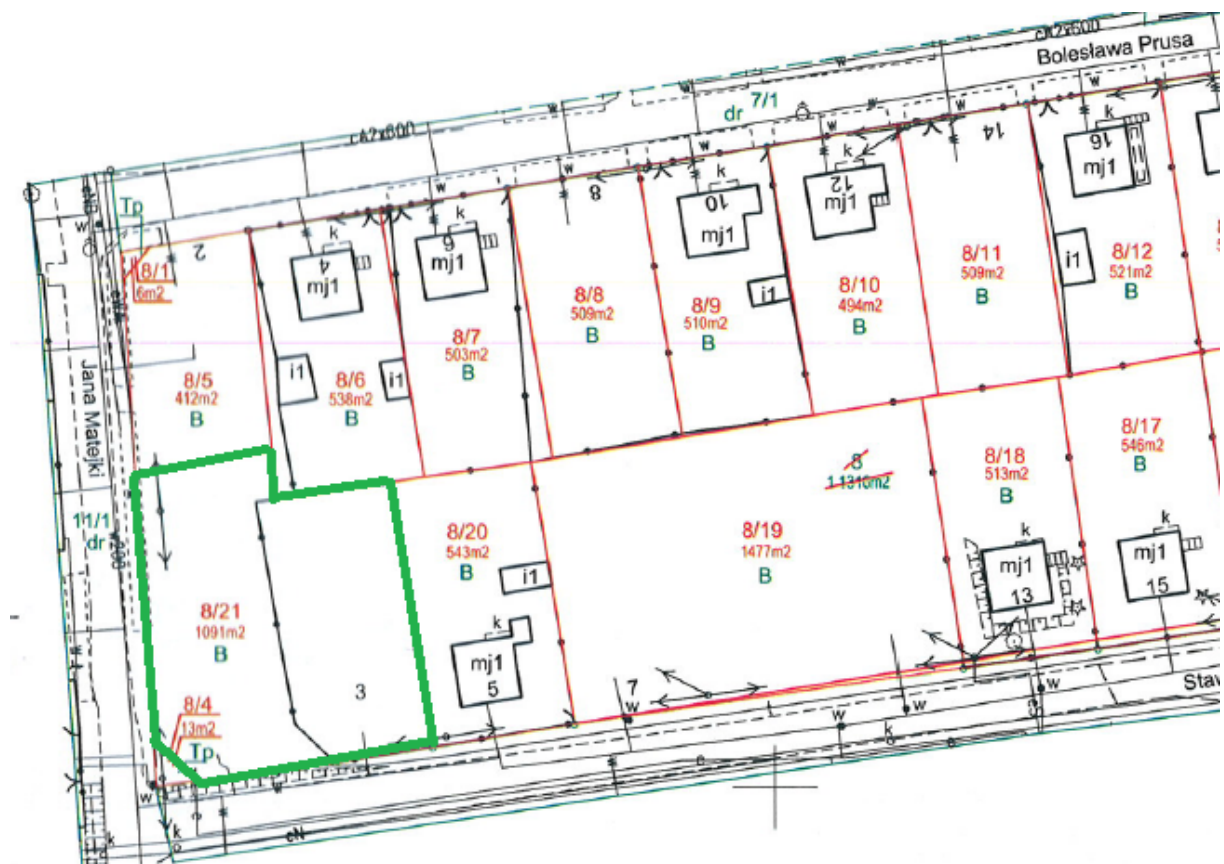 cA2x600
Bolesława Prusa
w
7/1
dr
cA2x600
w
14
16
mj1
k
12
mj1
k
10
mj1
k
8
6
mj1
k
4
mj1
k
2
Tp
8/1
6m2
8/5
412m2
B
8/6
538m2
B
i1
i1
8/7
503m2
B
8/8
509m2
B
8/9
510m2
B
i1
8/10
494m2
B
8/11
509m2
B
8/12
521m2
B
i1
Jana Matejki
11/1
dr
w200
8/21
1091m2
B
3
8/4
13m2
Tp
8/20
543m2
B
i1
k
mj1
5
8/19
1477m2
B
8
1.1310m2
8/18
513m2
B
k
mj1
13
8/17
546m2
B
k
mj1
15
7
w
w
w
k
Staw
cN
k
k
w